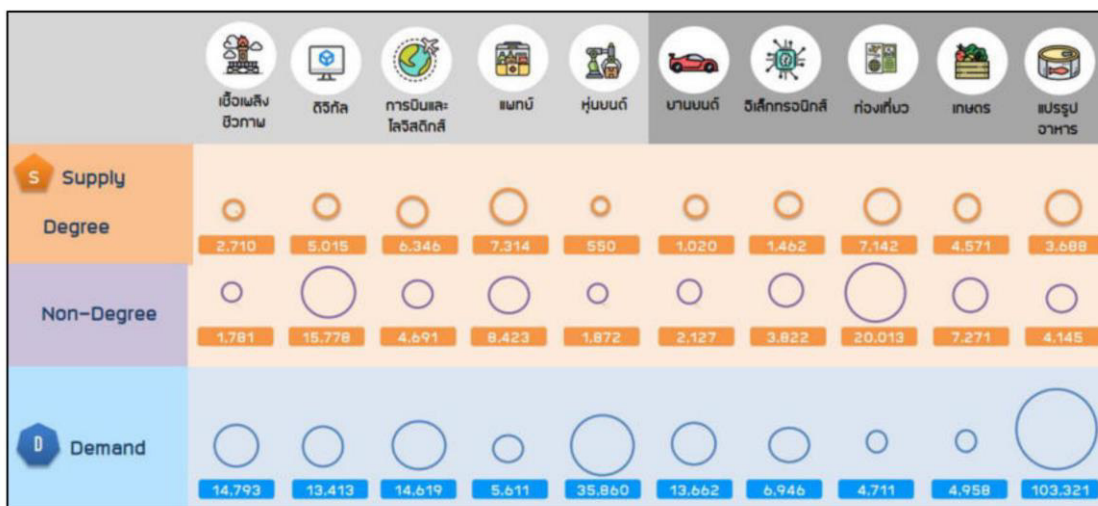 เชื้อเพลิง
ชีวภาพ
ดิจิทัล
การบินและ
โลจิสติกส์
แพทย์
หุ่นยนต์
ยานยนต์
อิเล็กทรอนิกส์
ท่องเที่ยว
เกษตร
แปรรูป
อาหาร
S Supply
Degree
2,710 5,015 6,346 7,314 550 1,020 1,462 7,142 4,571 3,688
Non-Degree
1,781 15,778 4,691 8,423 1,872 2,127 3,822 20,013 7,271 4,145
D Demand
14,793 13,413 14,619 5,611 35,860 13,662 6,946 4,711 4,958 103,321